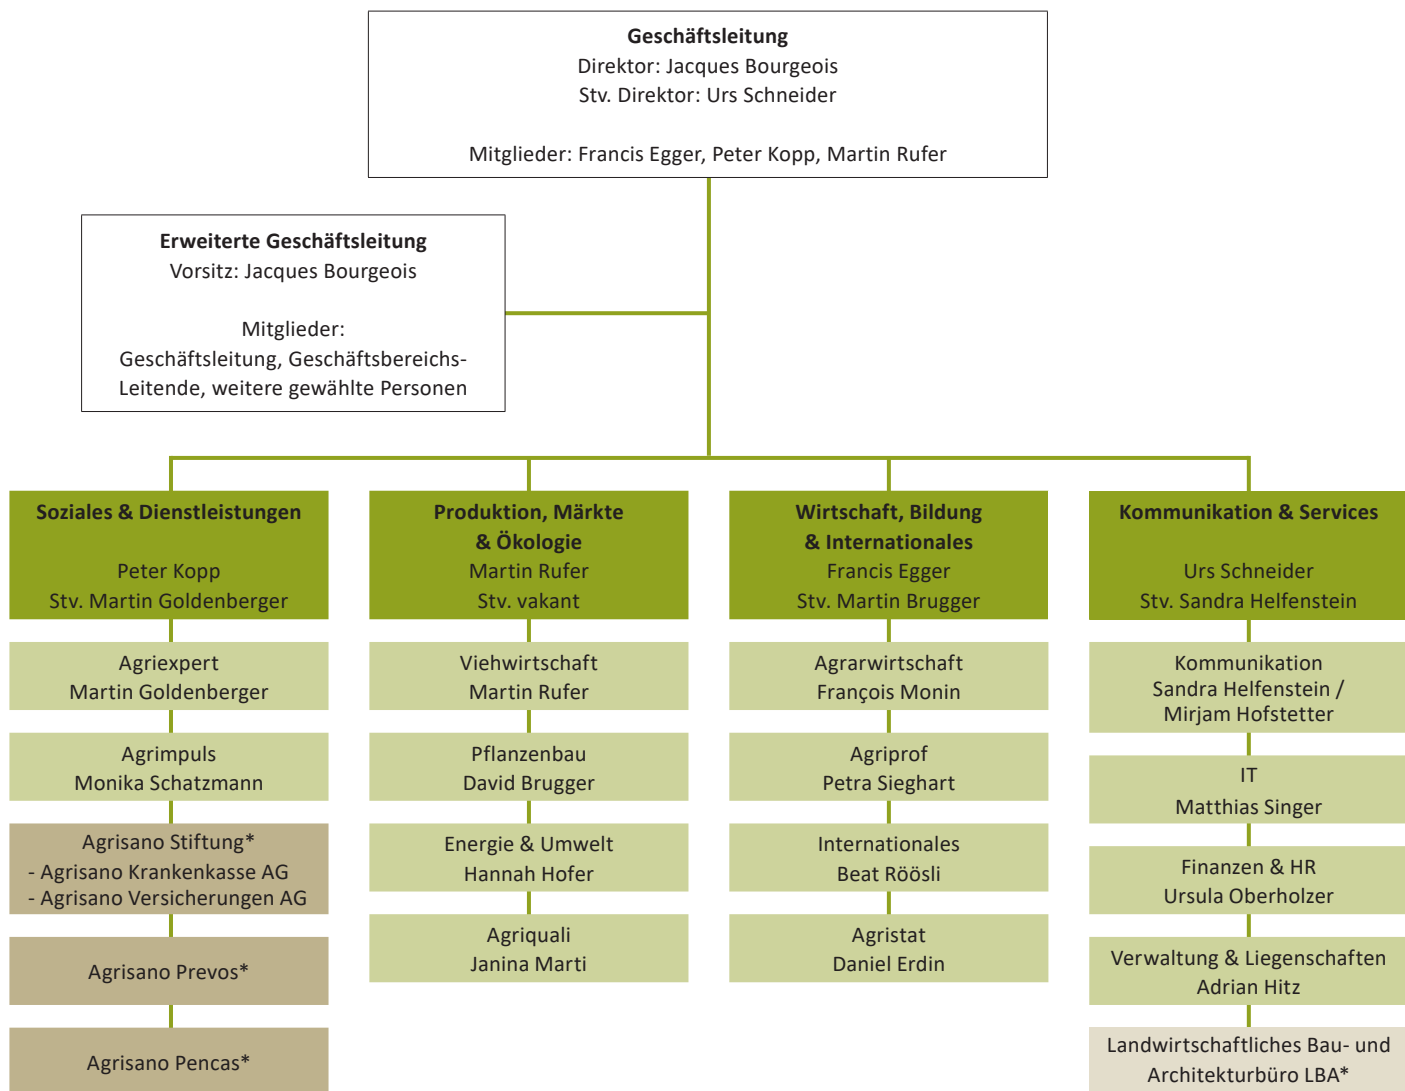 Geschäftsleitung
Direktor: Jacques Bourgeois
Stv. Direktor: Urs Schneider
Mitglieder: Francis Egger, Peter Kopp, Martin Rufer
Erweiterte Geschäftsleitung
Vorsitz: Jacques Bourgeois
Mitglieder:
Geschäftsleitung, Geschäftsbereichs-
Leitende, weitere gewählte Personen
Soziales & Dienstleistungen
Peter Kopp
Stv. Martin Goldenberger
Agriexpert
Martin Goldenberger
Agrimpuls
Monika Schatzmann
Agrisano Stiftung*
- Agrisano Krankenkasse AG
- Agrisano Versicherungen AG
Agrisano Prevos*
Agrisano Pencas*
Produktion, Märkte
& Ökologie
Martin Rufer
Stv. vakant
Viehwirtschaft
Martin Rufer
Pflanzenbau
David Brugger
Energie & Umwelt
Hannah Hofer
Agriquali
Janina Marti
Wirtschaft, Bildung
& Internationales
Francis Egger
Stv. Martin Brugger
Agrarwirtschaft
François Monin
Agriprof
Petra Sieghart
Internationales
Beat Röösli
Agristat
Daniel Erdin
Kommunikation & Services
Urs Schneider
Stv. Sandra Helfenstein
Kommunikation
Sandra Helfenstein /
Mirjam Hofstetter
IT
Matthias Singer
Finanzen & HR
Ursula Oberholzer
Verwaltung & Liegenschaften
Adrian Hitz
Landwirtschaftliches Bau- und
Architekturbüro LBA*